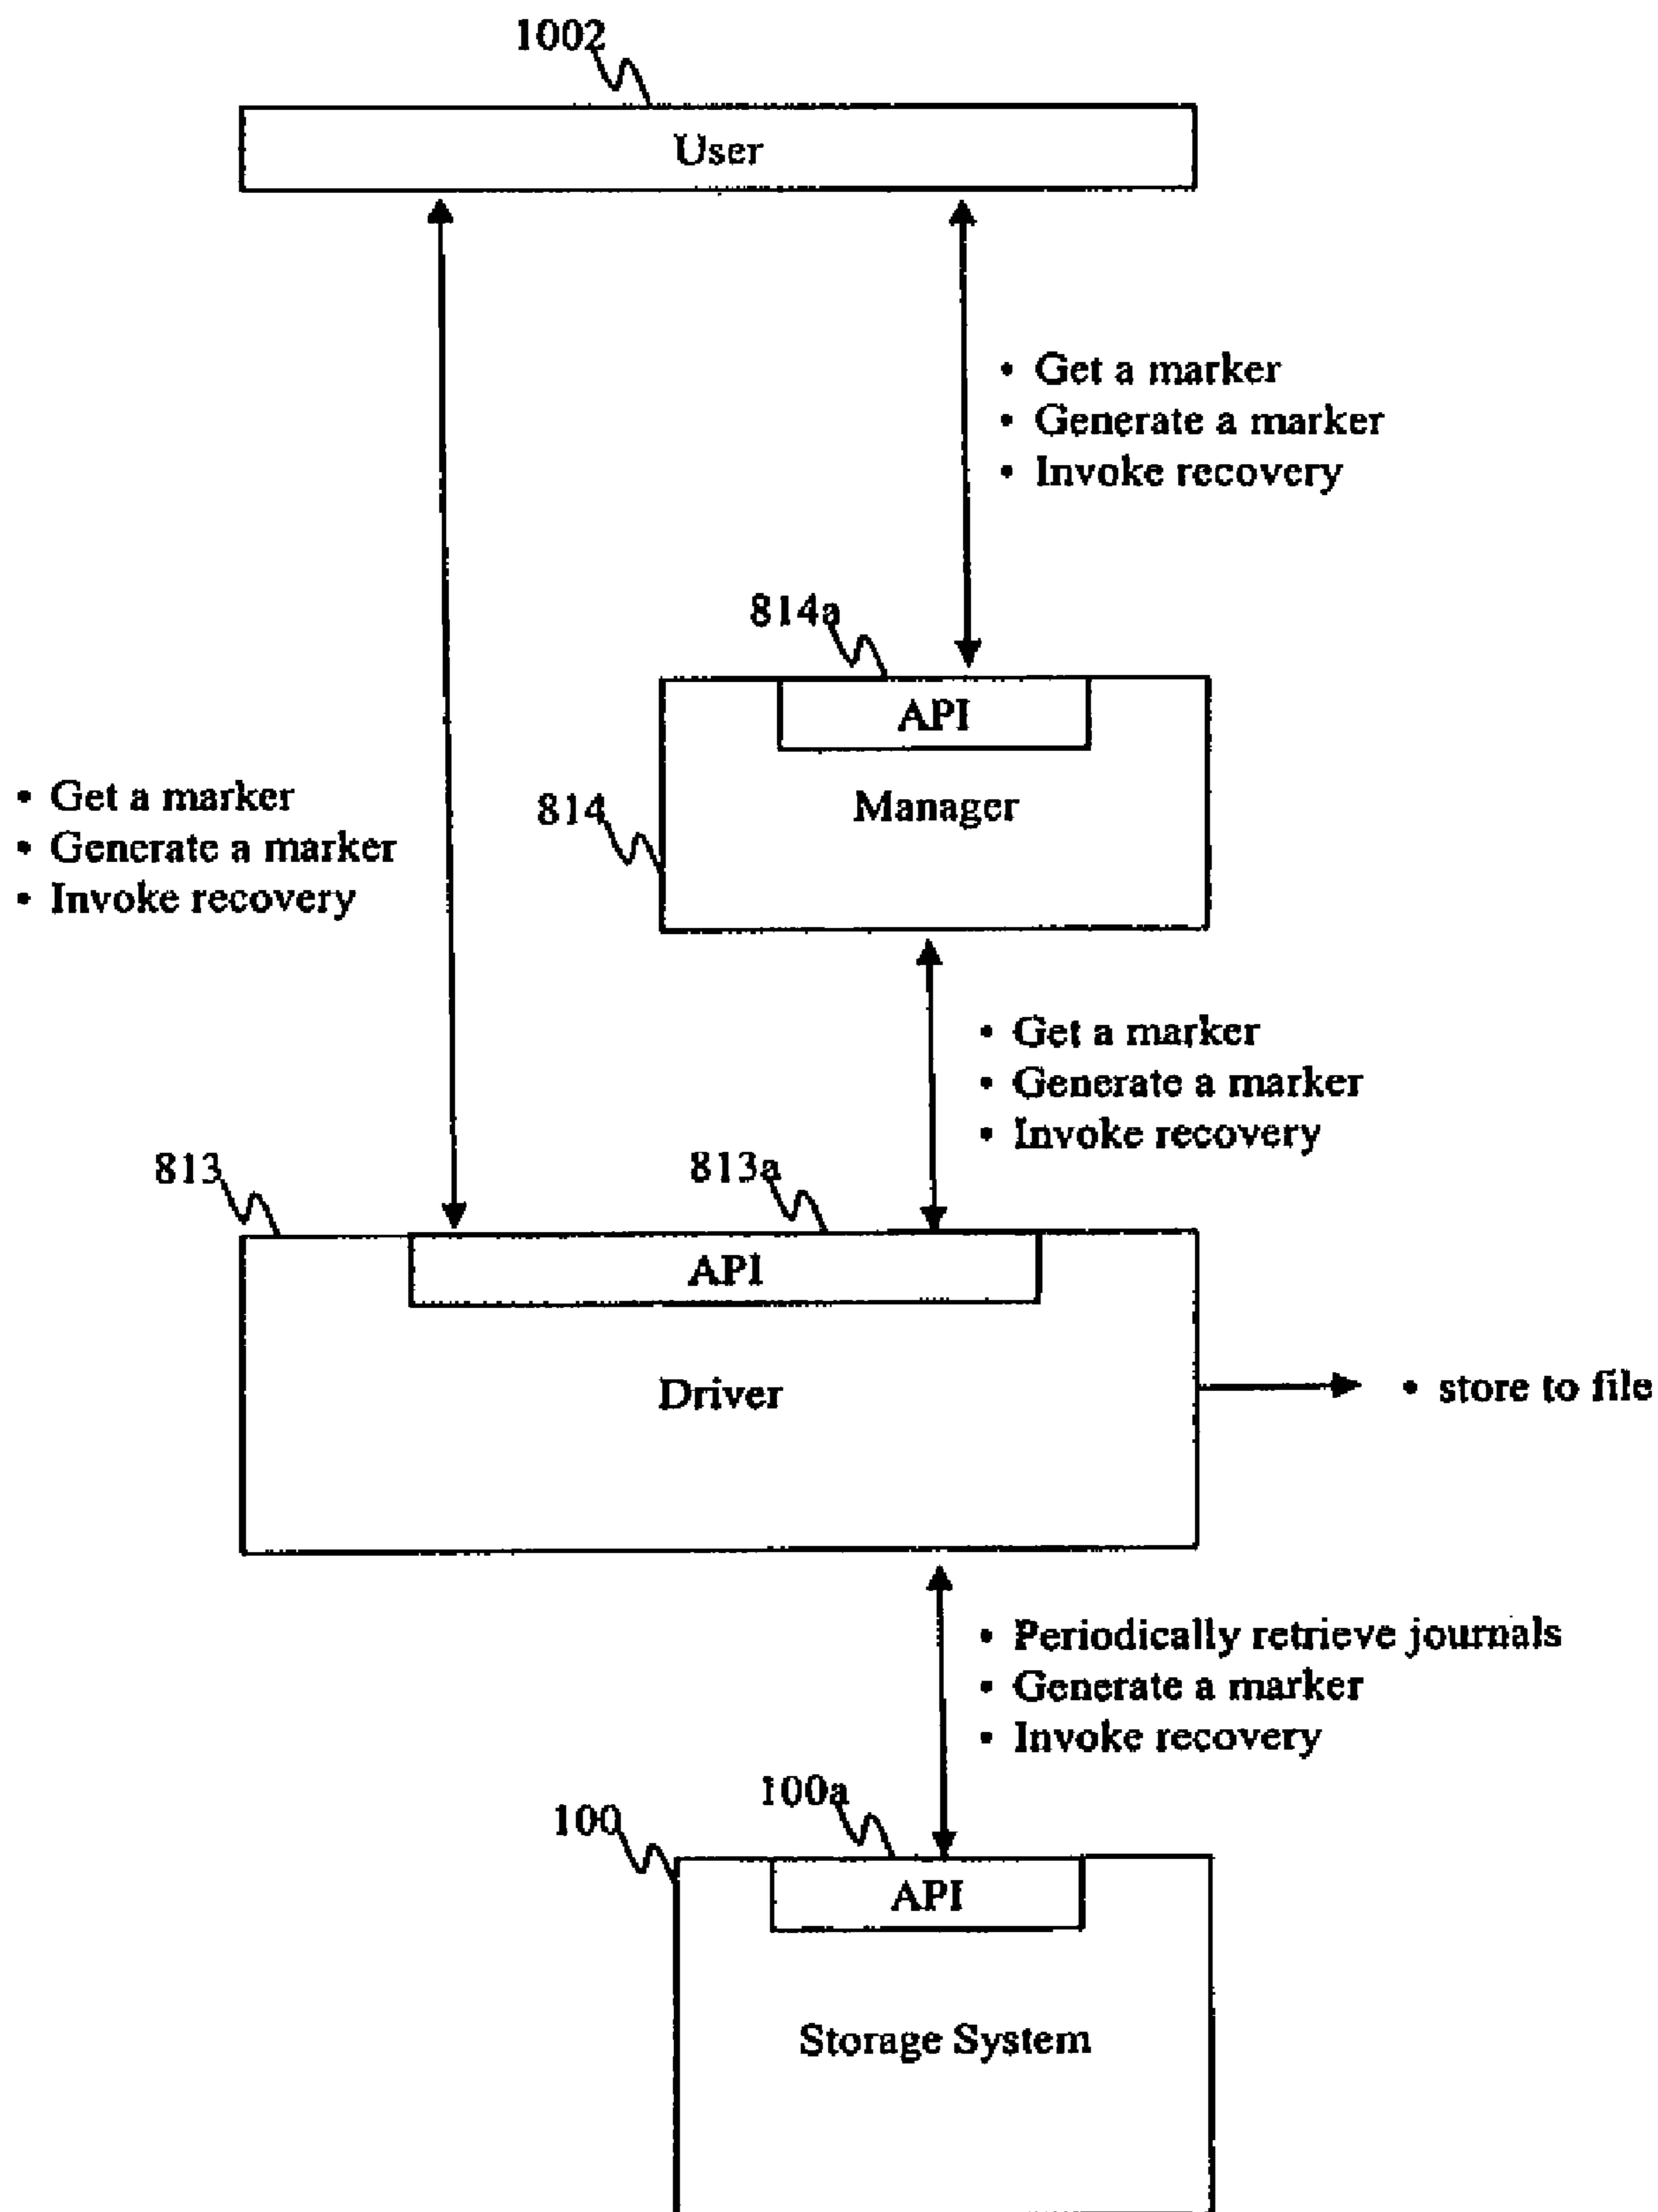 1002
User
• Get a marker
• Generate a marker
• Invoke recovery
814a
API
Manager
814
• Get a marker
• Generate a marker
• Invoke recovery
• Get a marker
• Generate a marker
• Invoke recovery
813
813a
API
Driver
• store to file
• Periodically retrieve journals
• Generate a marker
• Invoke recovery
100a
100
API
Storage System